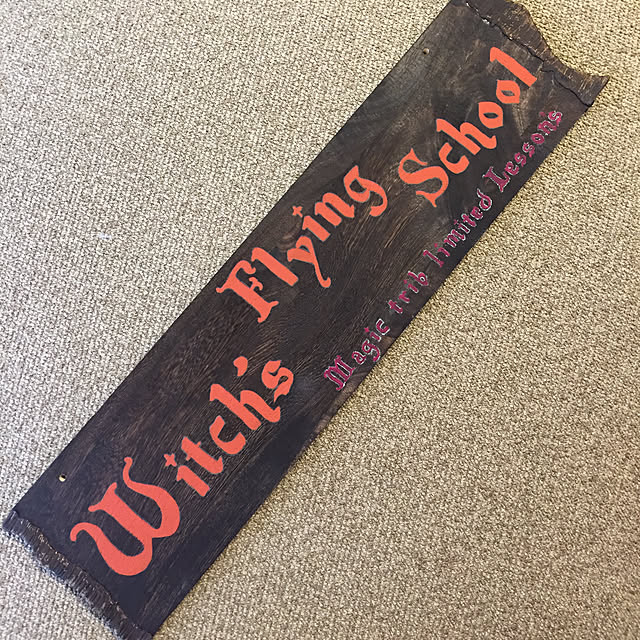 Witch's Flying School
Magic with limited Lessons